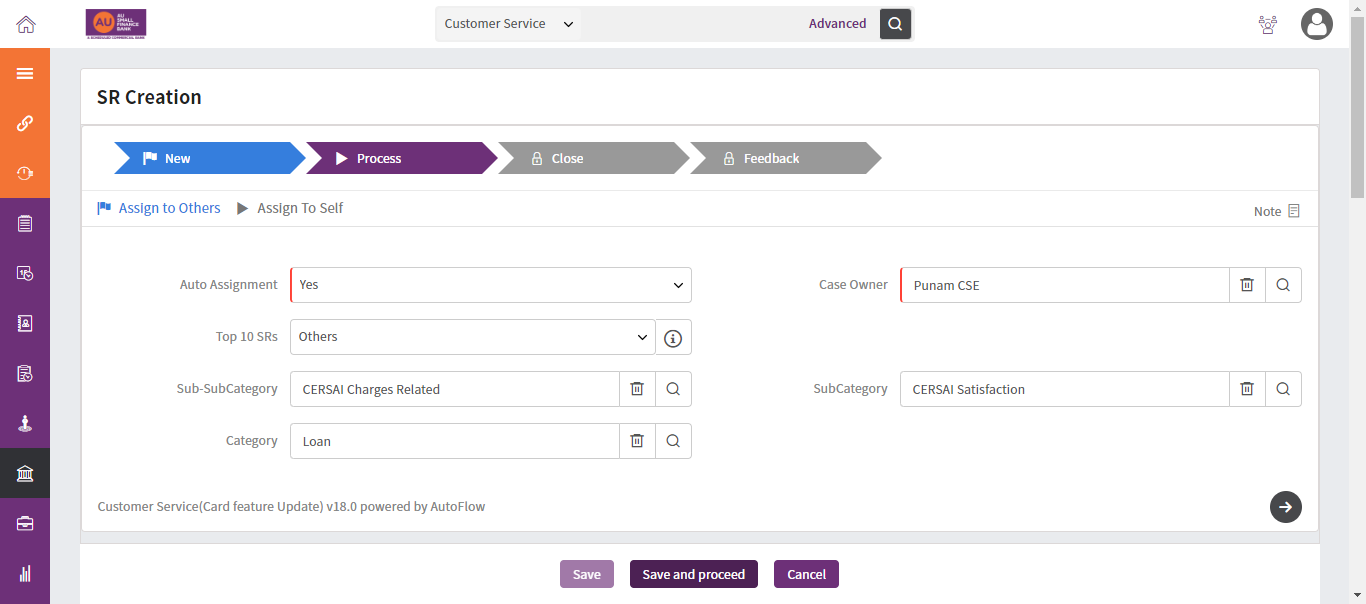 AU
AU
SMALL
FINANCE
BANK
A SCHEDULED COMMERCIAL BANK
Customer Service
Advanced
SR Creation
New
Process
Close
Feedback
Assign to Others
Assign To Self
Note
Auto Assignment
Yes
Case Owner
Punam CSE
Top 10 SRs
Others
Sub-SubCategory
CERSAI Charges Related
SubCategory
CERSAI Satisfaction
Category
Loan
Customer Service(Card feature Update) v18.0 powered by AutoFlow
Save
Save and proceed
Cancel